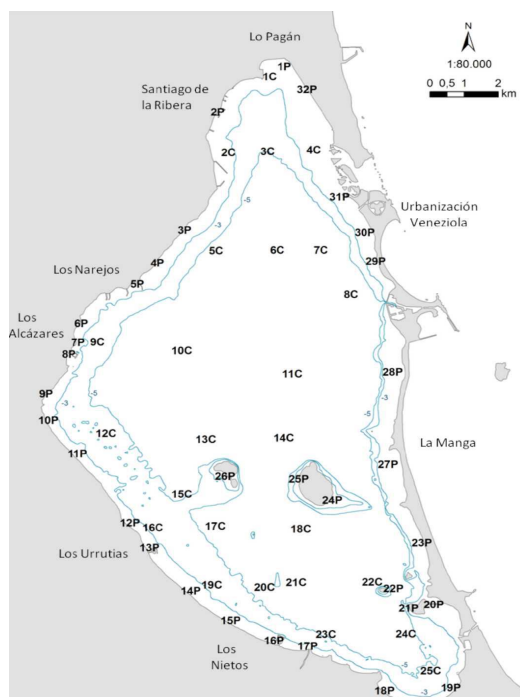 Lo Pagán
N
1:80.000
0 0,5 1 2
km
1P
1C
32P
Santiago de
la Ribera
2P
2C
3C
4C
-3
-5
31P
Urbanización
Veneziola
3P
30P
5C
6C
7C
29P
4P
Los Narejos
5P
8C
Los
Alcázares
6P
7P
9C
8P
10C
11C
28P
-5
-3
9P
-3
-5
10P
12C
13C
14C
La Manga
11P
26P
25P
27P
15C
24P
12P
16C
17C
18C
23P
Los Urrutias
13P
14P
19C
20C
21C
22C
22P
21P
20P
15P
23C
24C
Los
Nietos
16P
17P
-5
25C
18P
-3
19P